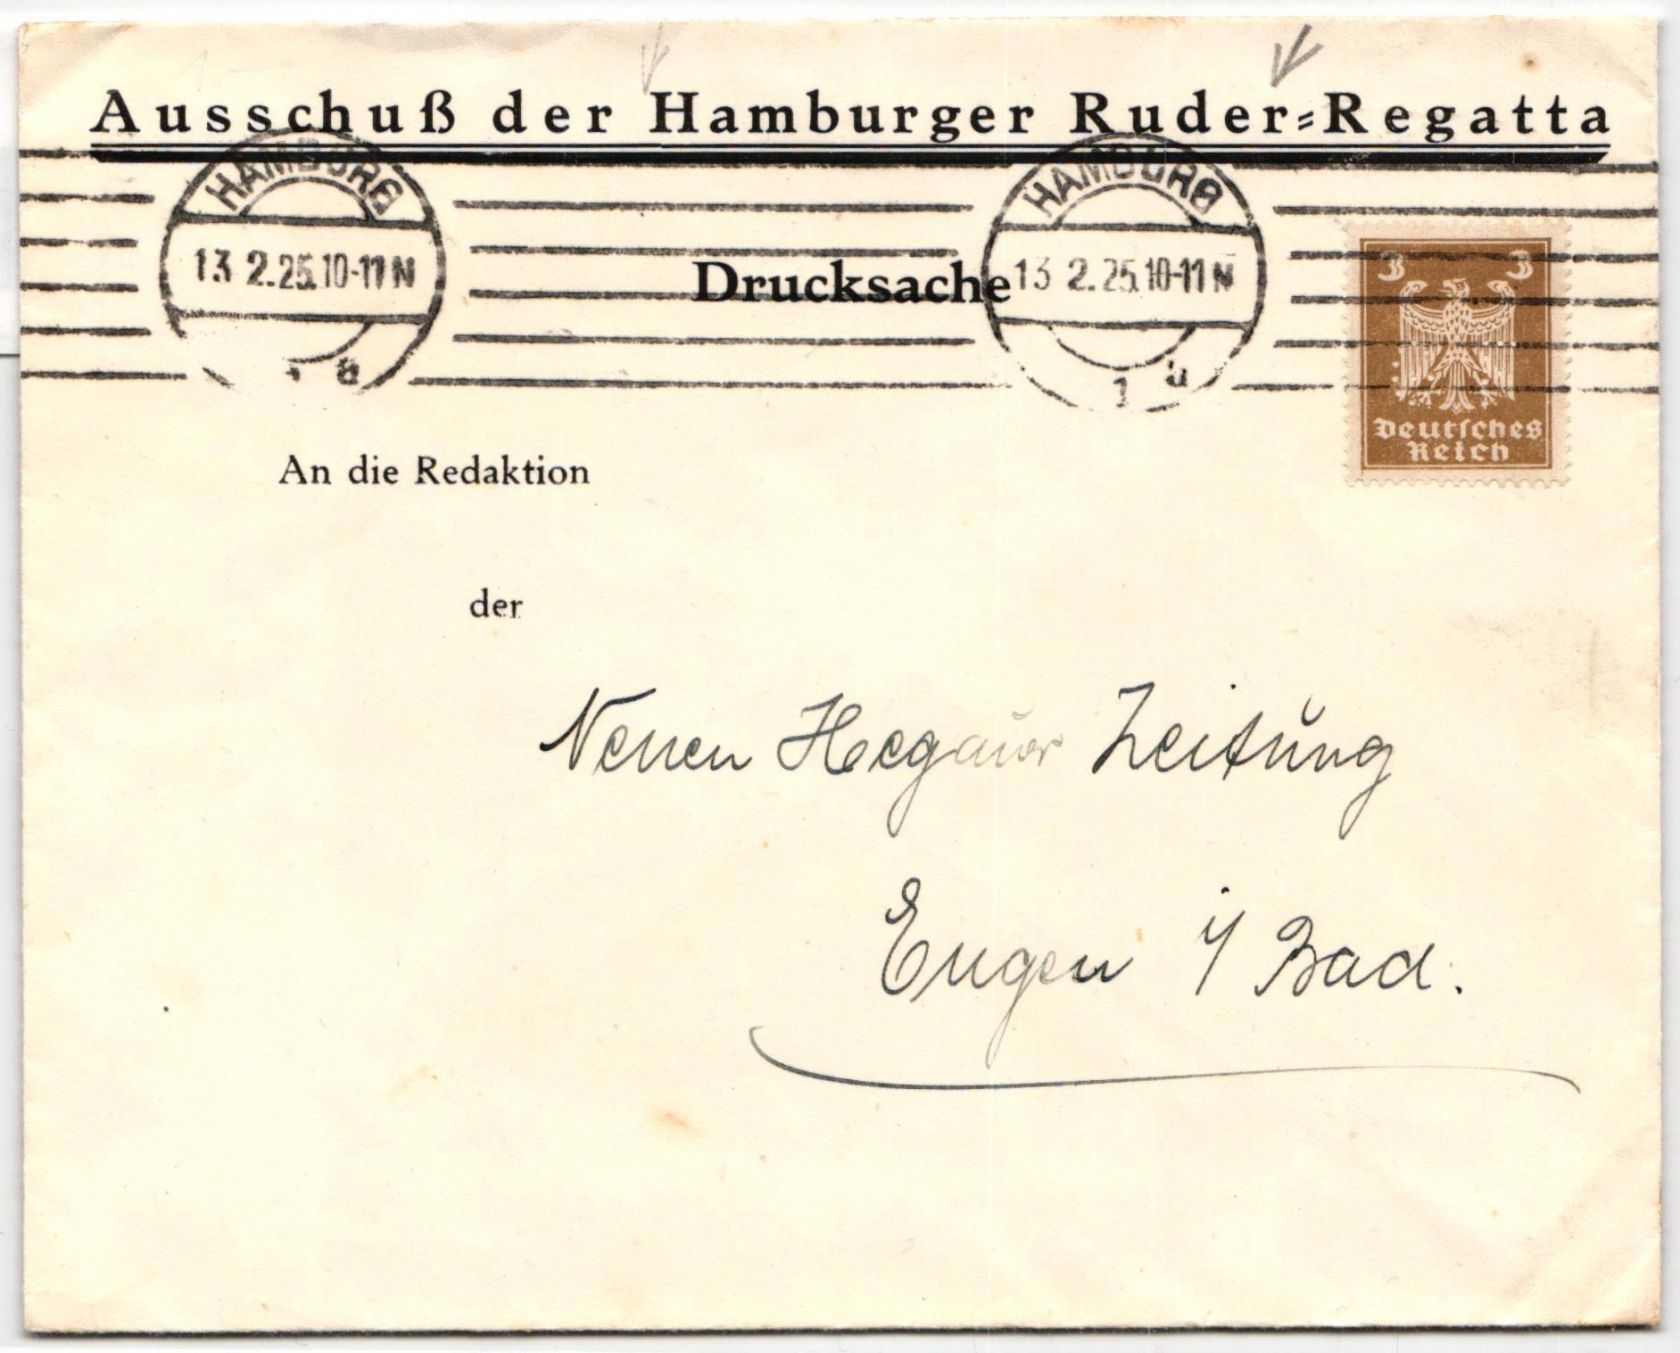 Ausschuß der Hamburger Ruder=Regatta
HAMBURG
13 2.25.10-11 N
HAMBURG
13 2.25.10-11 N
1 u
Drucksache
3 3
Deutsches
Reich
An die Redaktion
der
Neuen Hegauer Zeitung
Engen i/ Bad.